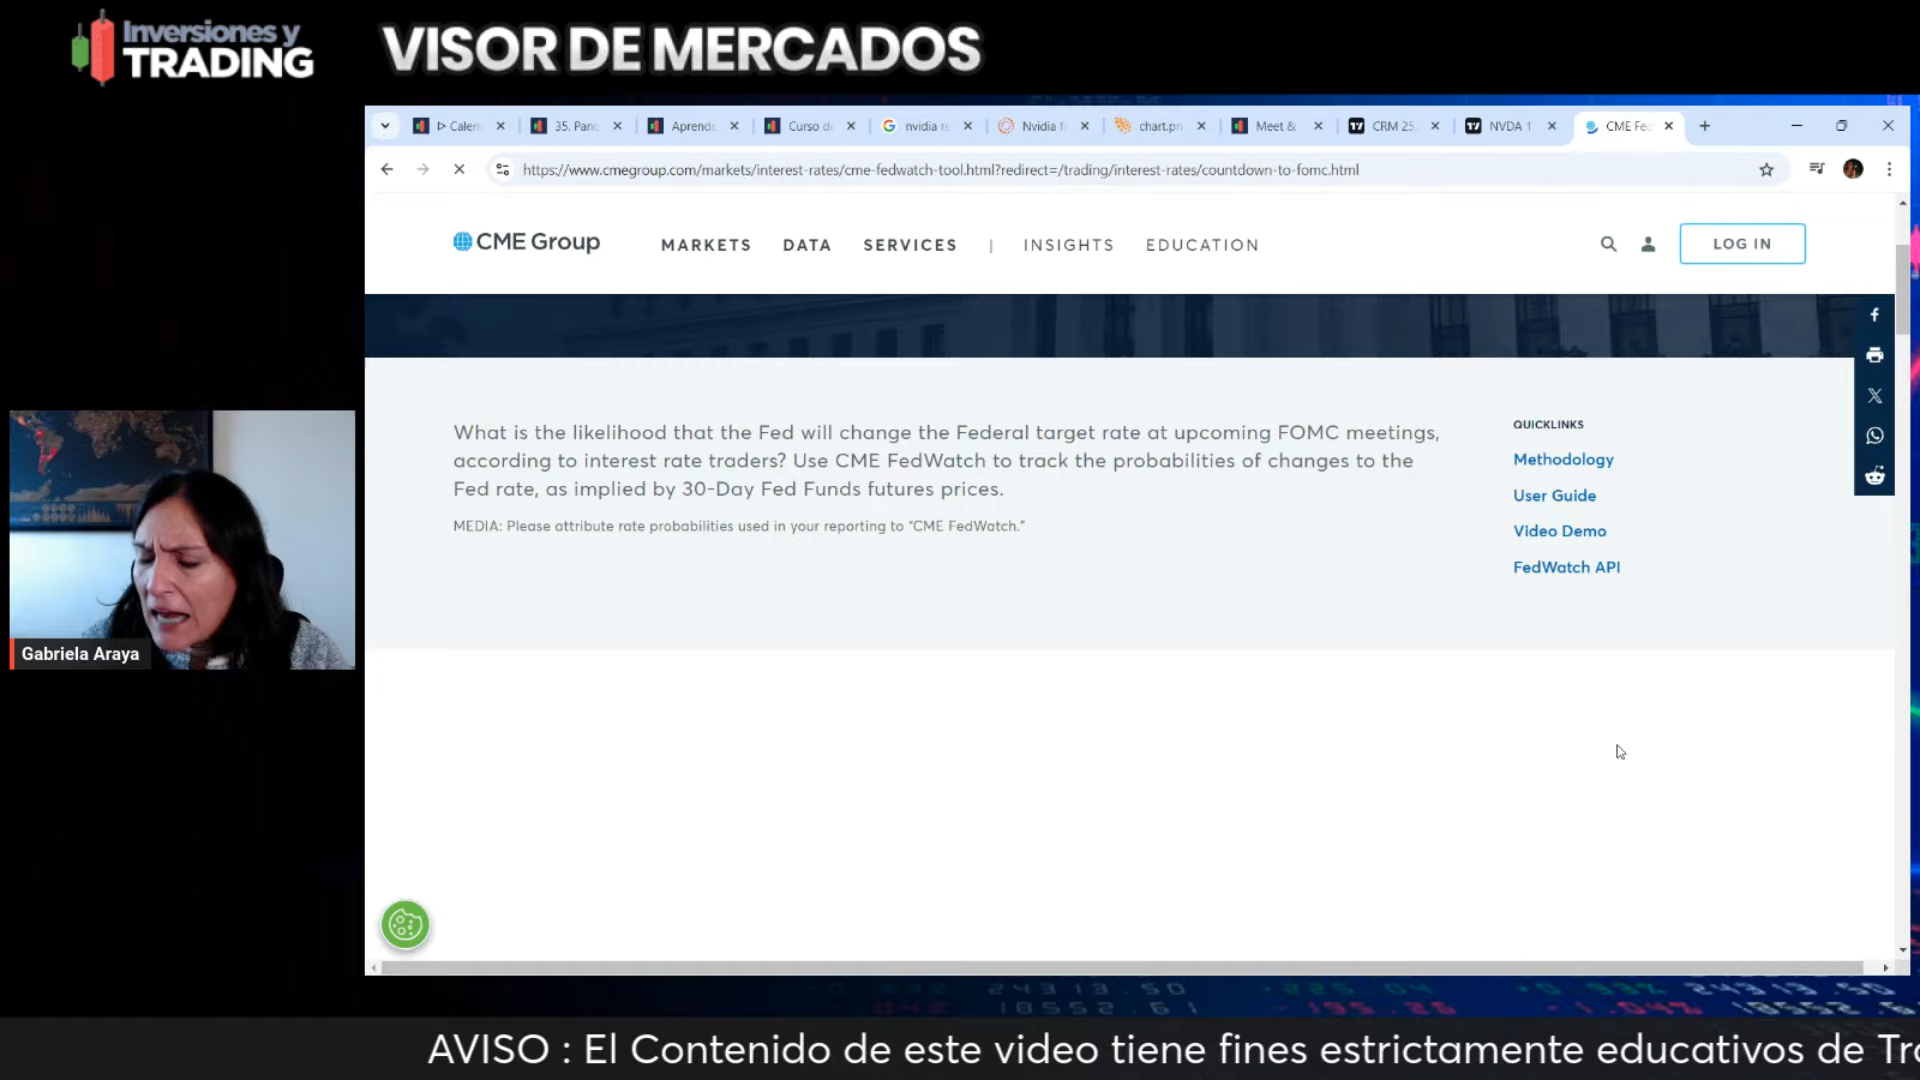 Inversiones y
TRADING
VISOR DE MERCADOS
Calen
35. Panc
Aprende
Curso de
nvidia re
Nvidia f
chart.pn
Meet &
CRM 25.
NVDA 1
CME Fed
https://www.cmegroup.com/markets/interest-rates/cme-fedwatch-tool.html?redirect=/trading/interest-rates/countdown-to-fomc.html
CME Group
MARKETS DATA SERVICES | INSIGHTS EDUCATION
LOG IN
What is the likelihood that the Fed will change the Federal target rate at upcoming FOMC meetings,
according to interest rate traders? Use CME FedWatch to track the probabilities of changes to the
Fed rate, as implied by 30-Day Fed Funds futures prices.
MEDIA: Please attribute rate probabilities used in your reporting to “CME FedWatch.”
QUICKLINKS
Methodology
User Guide
Video Demo
FedWatch API
Gabriela Araya
24313.50
18552.61
AVISO : El Contenido de este video tiene fines estrictamente educativos de Tr